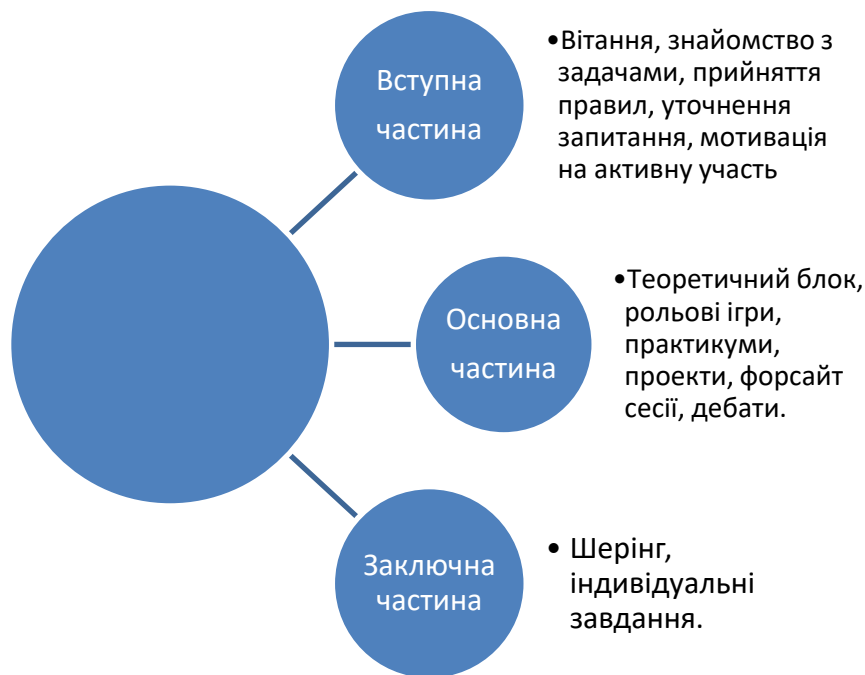 Вступна
частина
•Вітання, знайомство з
задачами, прийняття
правил, уточнення
запитання, мотивація
на активну участь
Основна
частина
•Теоретичний блок,
рольові ігри,
практикуми,
проекти, форсайт
сесії, дебати.
Заключна
частина
• Шерінг,
індивідуальні
завдання.